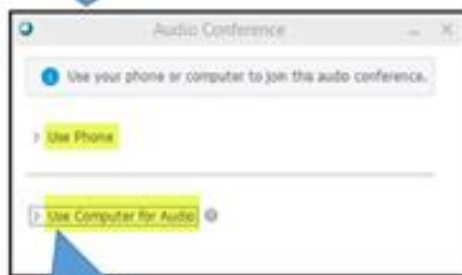 Audio Conference
Use your phone or computer to join this audio conference.
Use Phone
Use Computer for Audio